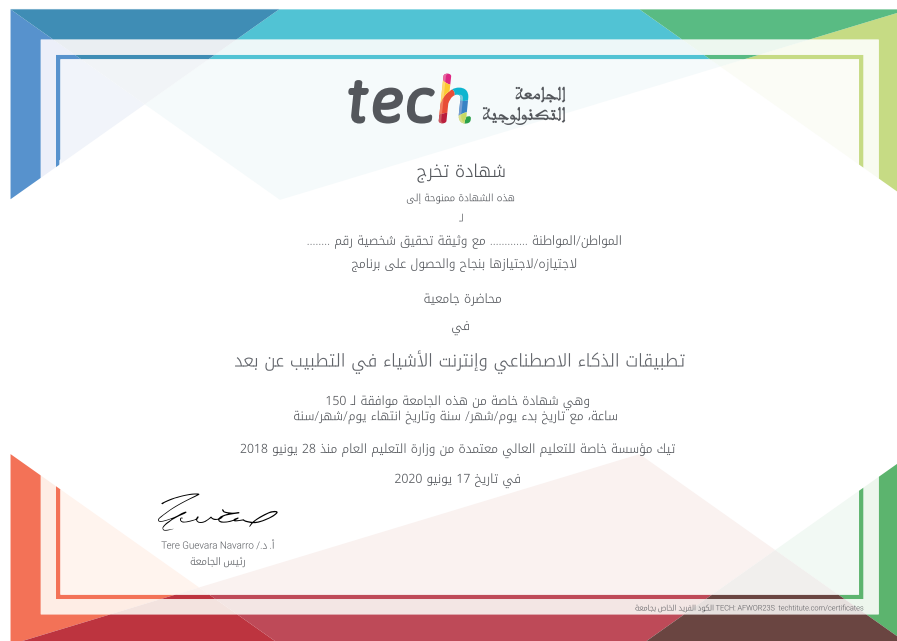 tech الجامعة
التكنولوجية
شهادة تخرج
هذه الشهادة ممنوحة إلى
لـ
المواطن/المواطنة ............. مع وثيقة تحقيق شخصية رقم ........
لاجتيازه/لاجتيازها بنجاح والحصول على برنامج
محاضرة جامعية
في
تطبيقات الذكاء الاصطناعي وإنترنت الأشياء في التطبيب عن بعد
وهي شهادة خاصة من هذه الجامعة موافقة لـ 150
ساعة، مع تاريخ بدء يوم/شهر/ سنة وتاريخ انتهاء يوم/شهر/سنة
تيك مؤسسة خاصة للتعليم العالي معتمدة من وزارة التعليم العام منذ 28 يونيو 2018
في تاريخ 17 يونيو 2020
أ. د./ Tere Guevara Navarro
رئيس الجامعة
الكود الفريد الخاص بجامعة TECH: AFWOR23S techtitute.com/certificates